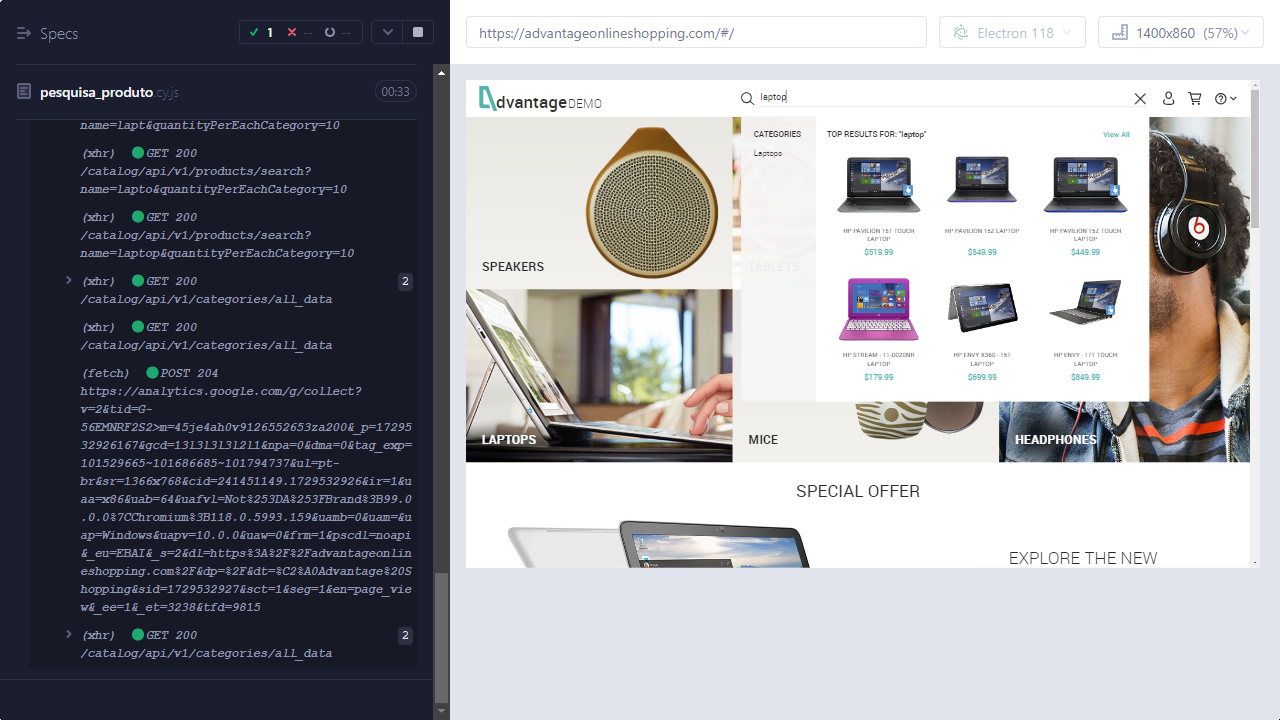 Specs
1
--
--
pesquisa_produto.cy.js
00:33
name=lapt&quantityPerEachCategory=10
(xhr) GET 200
/catalog/api/v1/products/search?
name=lapto&quantityPerEachCategory=10
(xhr) GET 200
/catalog/api/v1/products/search?
name=laptop&quantityPerEachCategory=10
(xhr) GET 200
2
/catalog/api/v1/categories/all_data
(xhr) GET 200
/catalog/api/v1/categories/all_data
(fetch) POST 204
https://analytics.google.com/g/collect?
v=2&tid=G-
56EMNRFZS2&gtm=45je4ah0v9126552653za200&_p=1729
532926167&gcd=13l3l3l3l2l1&npa=0&dma=0&tag_exp=
101529665~101686685~101794737&ul=pt-
br&sr=1366x768&cid=241451149.1729532926&ir=1&u
aa=x86&uab=64&uafvl=Not%253DA%253FBrand%3B99.0
.0.0%7CChromium%3B118.0.5993.159&uamb=0&uam=&u
ap=Windows&uapv=10.0.0&uaw=0&frm=1&pscdl=noapi
&_eu=EBAI&_s=2&dl=https%3A%2F%2Fadvantageonlin
eshopping.com%2F&dp=%2F&dt=%C2%A0Advantage%20S
hopping&sid=1729532927&sct=1&seg=1&en=page_vie
w&_ee=1&_et=3238&tfd=9815
(xhr) GET 200
2
/catalog/api/v1/categories/all_data
https://advantageonlineshopping.com/#/
Electron 118
1400x860 (57%)
dvantage DEMO
laptop
CATEGORIES
Laptops
TOP RESULTS FOR: "laptop"
View All
HP PAVILION 15T TOUCH
LAPTOP
$519.99
HP PAVILION 15Z LAPTOP
$549.99
HP PAVILION 15Z TOUCH
LAPTOP
$449.99
HP STREAM - 11-D020NR
LAPTOP
$179.99
HP ENVY X360 - 15T
LAPTOP
$699.99
HP ENVY - 17T TOUCH
LAPTOP
$849.99
SPEAKERS
TABLETS
LAPTOPS
MICE
HEADPHONES
SPECIAL OFFER
EXPLORE THE NEW